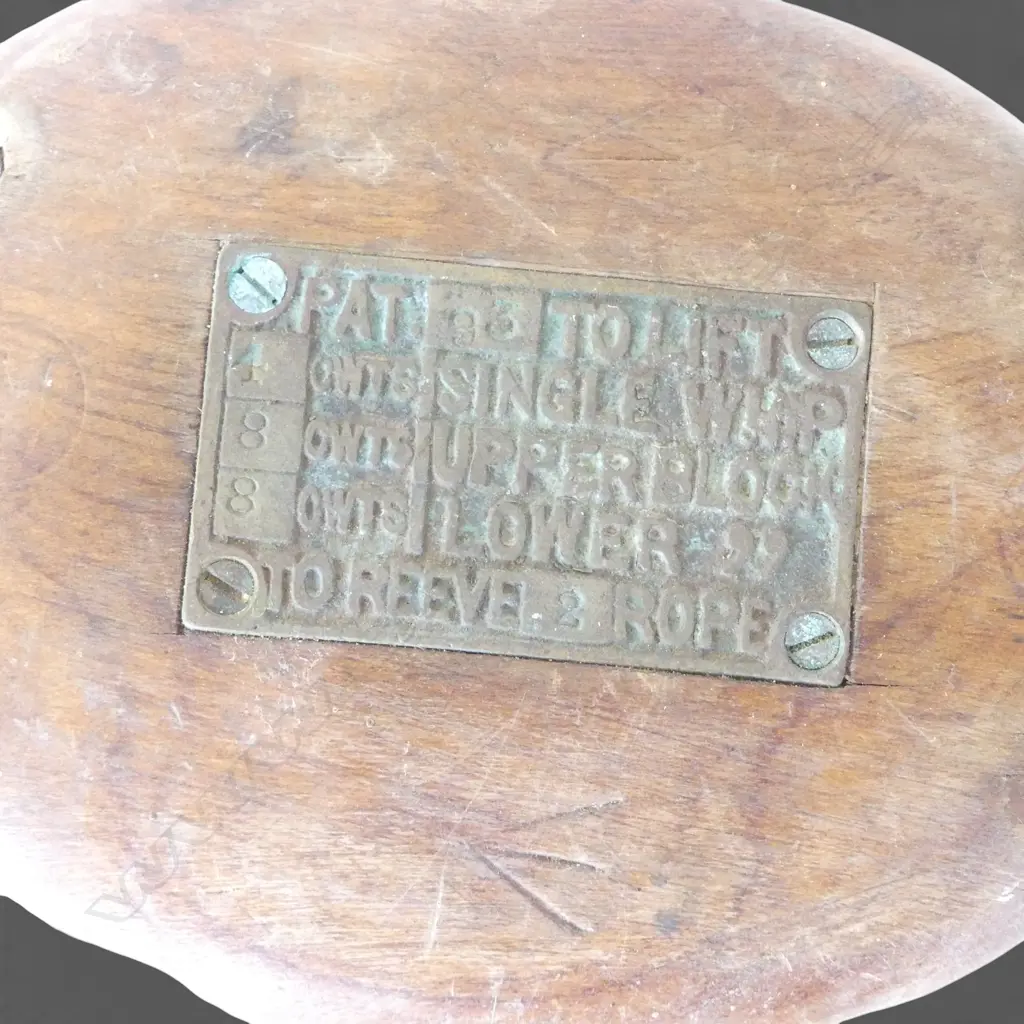 PAT 33 TO LIFT
4 CWTS SINGLE WHIP
8 CWTS UPPER BLOCK
8 CWTS LOWER "
TO REEVE 2 ROPE